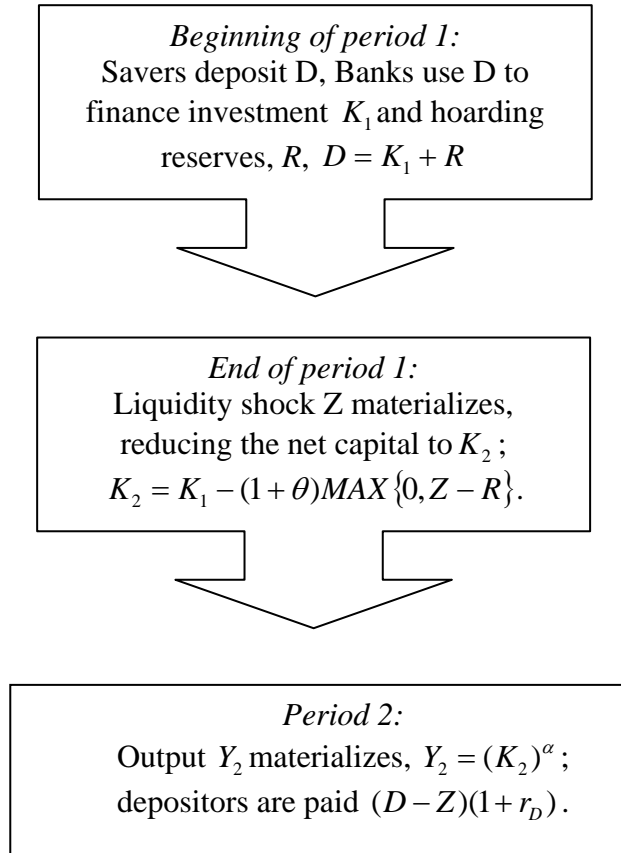 Beginning of period 1:
Savers deposit D, Banks use D to
finance investment K₁ and hoarding
reserves, R, D = K₁ + R
End of period 1:
Liquidity shock Z materializes,
reducing the net capital to K₂ ;
K₂ = K₁ − (1 + θ)MAX{0, Z − R}.
Period 2:
Output Y₂ materializes, Y₂ = (K₂)^α ;
depositors are paid (D − Z)(1 + r_D) .